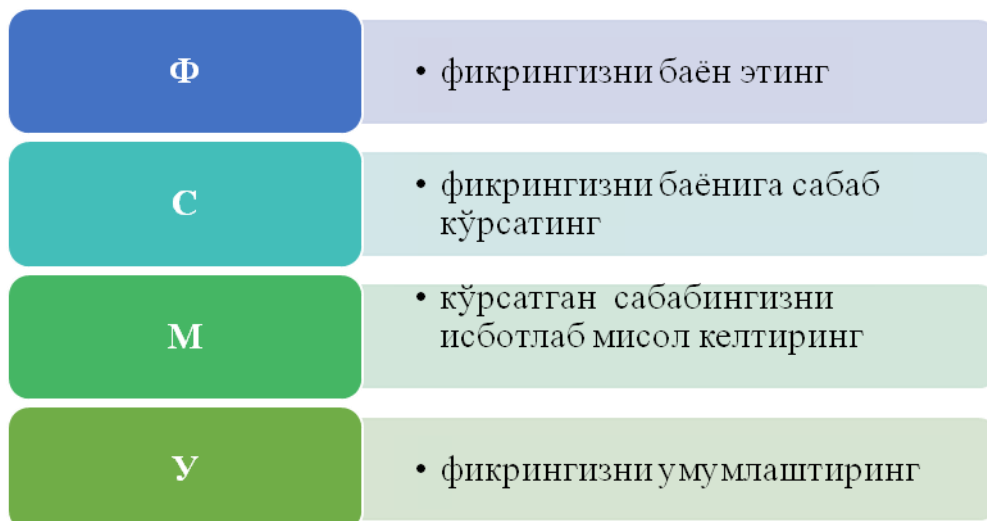 Ф
• фикрингизни баён этинг
С
• фикрингизни баёнига сабаб
кўрсатинг
М
• кўрсатган сабабингизни
исботлаб мисол келтиринг
У
• фикрингизни умумлаштиринг